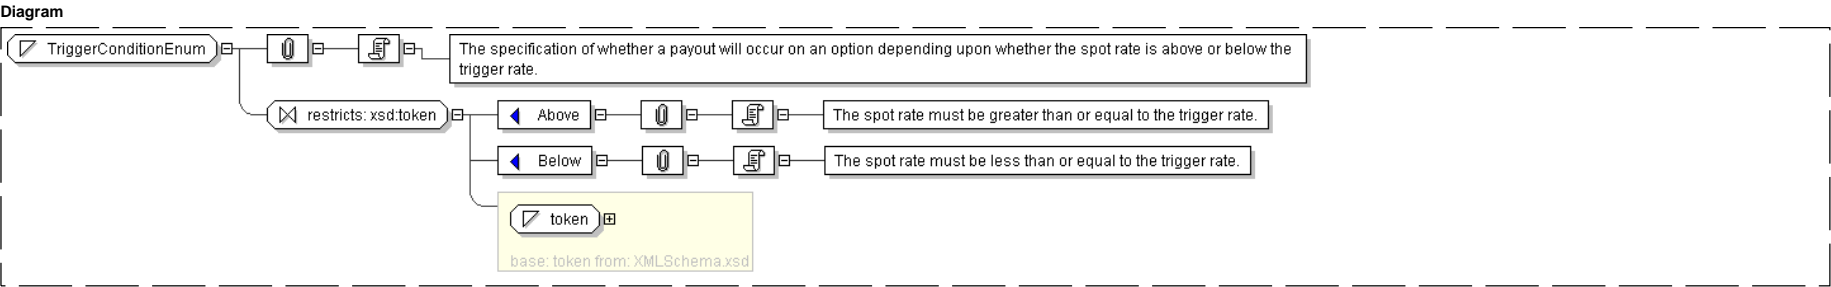 Diagram
TriggerConditionEnum
The specification of whether a payout will occur on an option depending upon whether the spot rate is above or below the
trigger rate.
restricts: xsd:token
Above
The spot rate must be greater than or equal to the trigger rate.
Below
The spot rate must be less than or equal to the trigger rate.
token
base: token from: XMLSchema.xsd